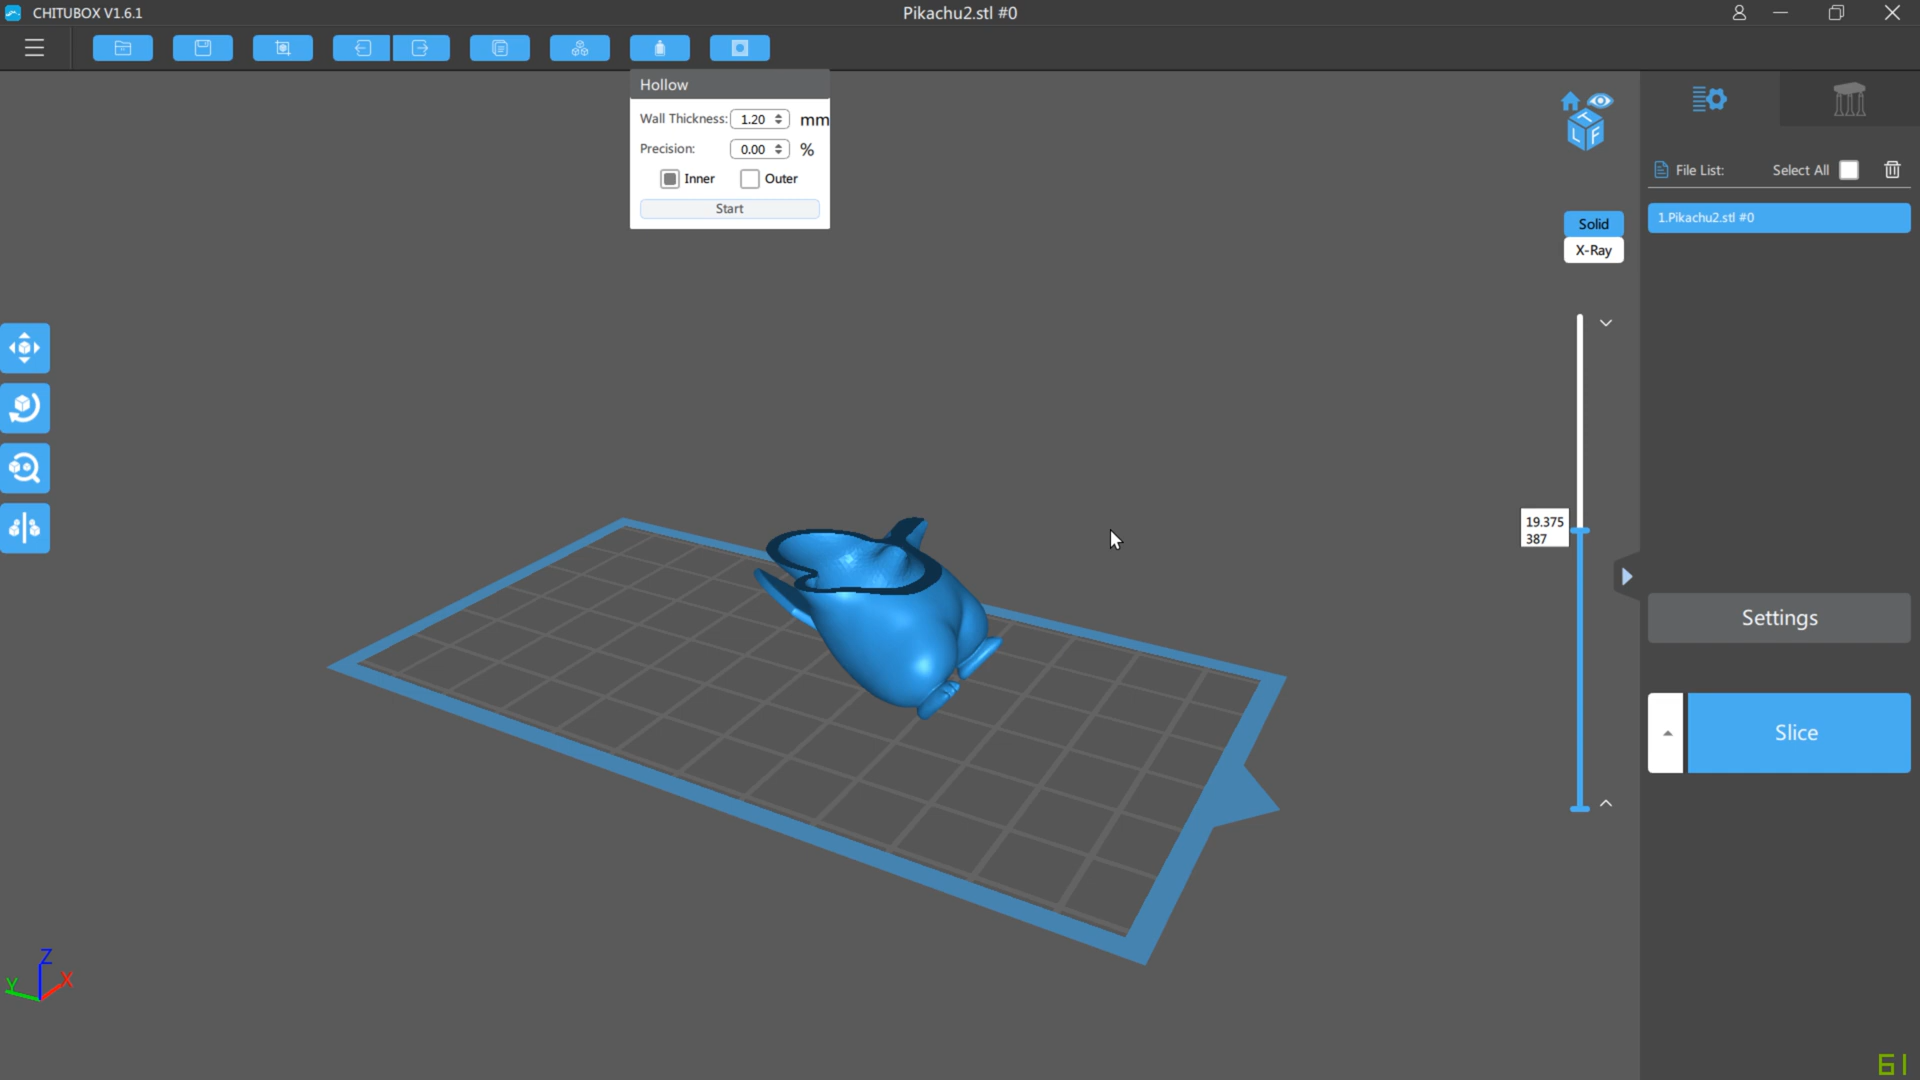 CHITUBOX V1.6.1
Pikachu2.stl #0
Hollow
Wall Thickness: 1.20 mm
Precision: 0.00 %
Inner Outer
Start
T
L F
File List: Select All
Solid
1.Pikachu2.stl #0
X-Ray
19.375
387
Settings
Slice
Z
Y X
61